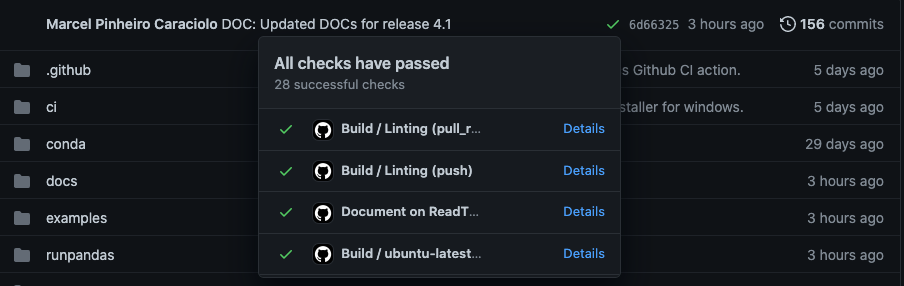 Marcel Pinheiro Caraciolo DOC: Updated DOCs for release 4.1 6d66325 3 hours ago 156 commits
All checks have passed
28 successful checks
.github s Github CI action. 5 days ago
ci staller for windows. 5 days ago
Build / Linting (pull_r... Details
conda 29 days ago
Build / Linting (push) Details
docs 3 hours ago
Document on ReadT... Details
examples 3 hours ago
Build / ubuntu-latest... Details
runpandas 3 hours ago